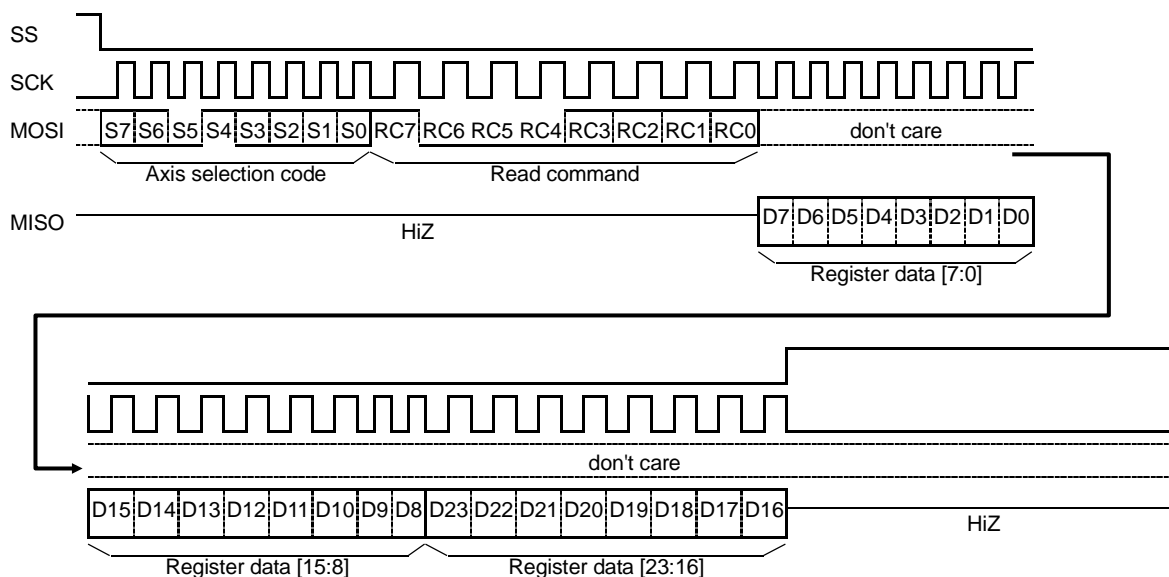 SS
SCK
MOSI S7 S6 S5 S4 S3 S2 S1 S0 RC7 RC6 RC5 RC4 RC3 RC2 RC1 RC0 don't care
Axis selection code Read command
MISO HiZ D7 D6 D5 D4 D3 D2 D1 D0
Register data [7:0]
don't care
D15 D14 D13 D12 D11 D10 D9 D8 D23 D22 D21 D20 D19 D18 D17 D16 HiZ
Register data [15:8] Register data [23:16]